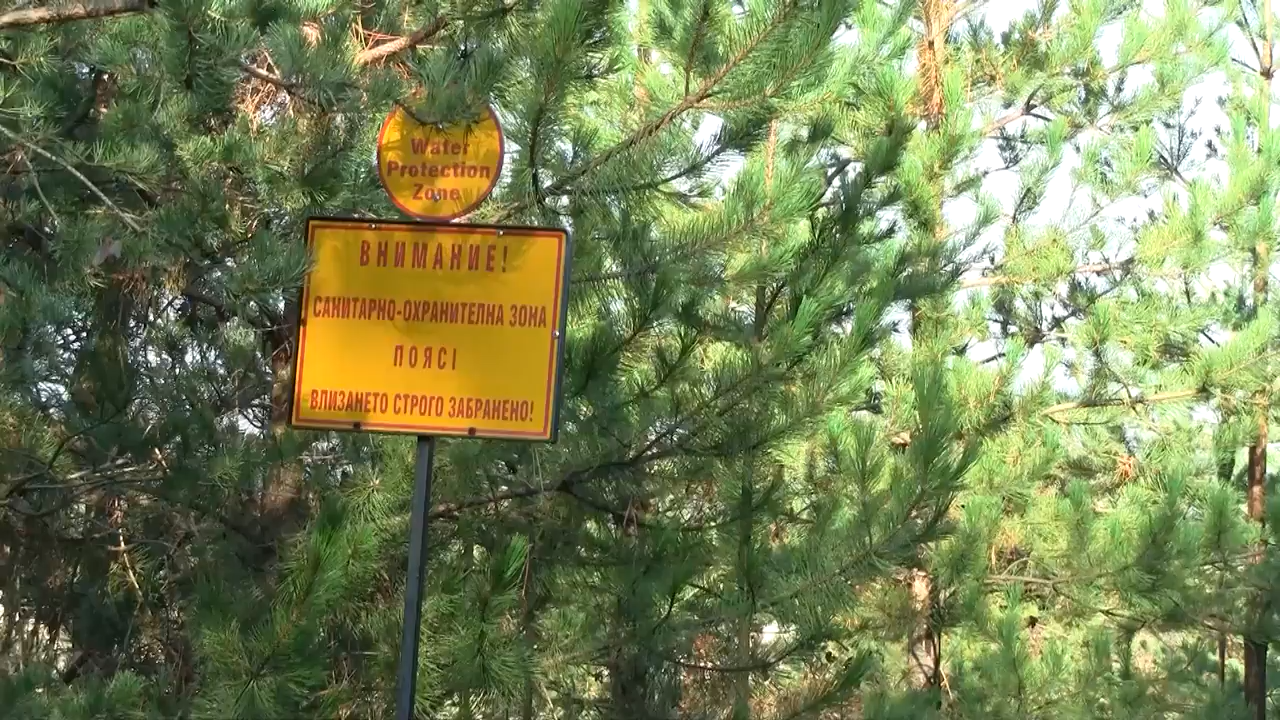 Water
Protection
Zone
ВНИМАНИЕ!
САНИТАРНО-ОХРАНИТЕЛНА ЗОНА
ПОЯС I
ВЛИЗАНЕТО СТРОГО ЗАБРАНЕНО!